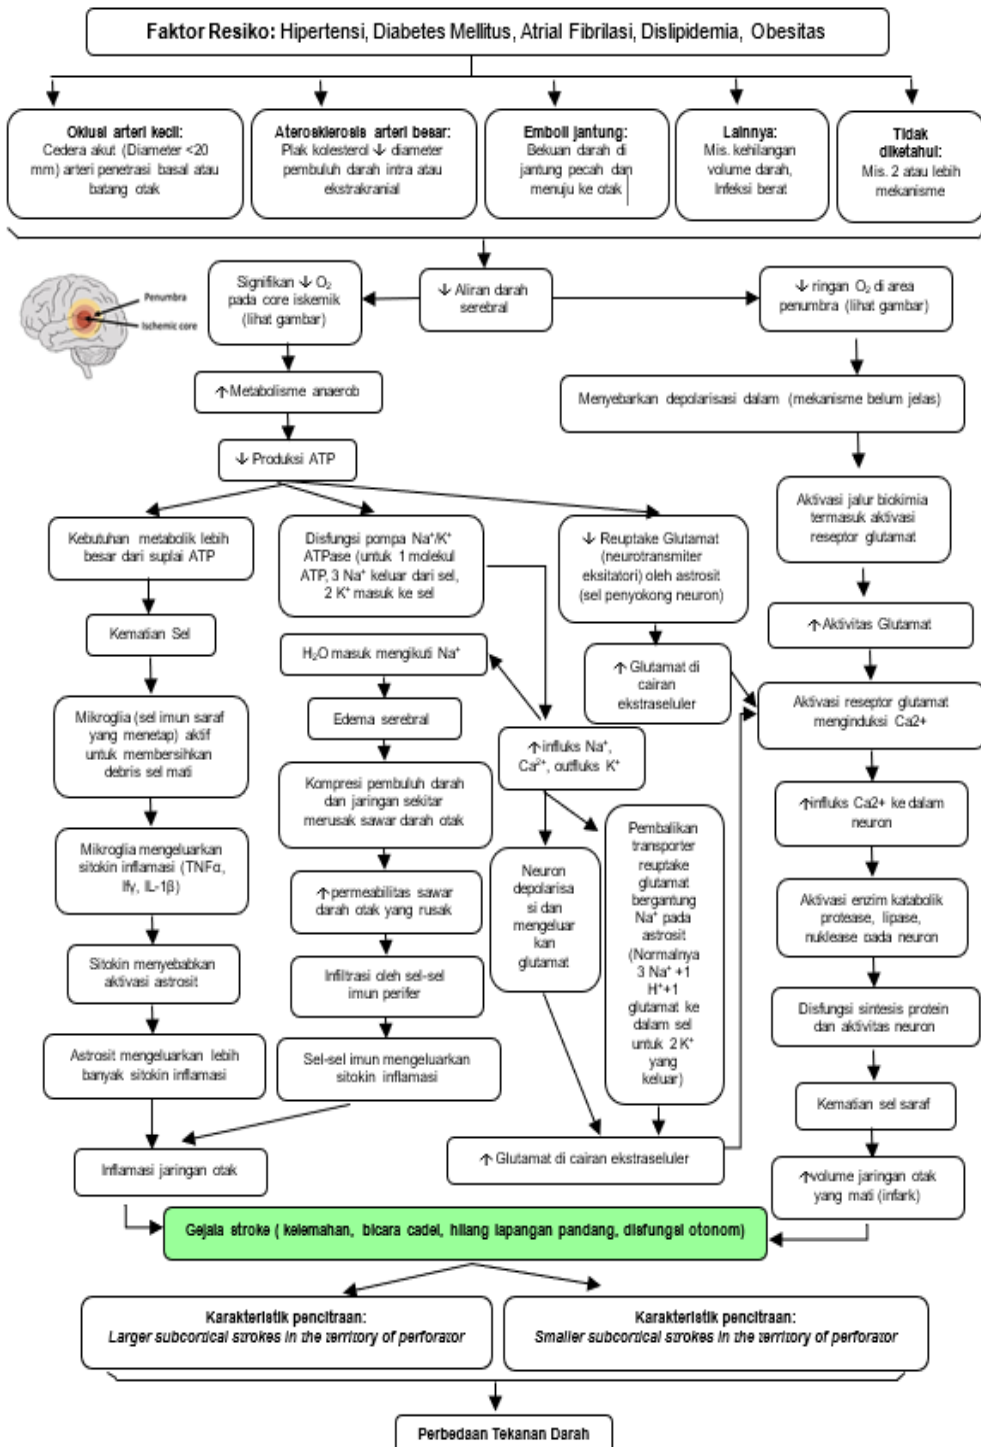 Faktor Resiko: Hipertensi, Diabetes Mellitus, Atrial Fibrilasi, Dislipidemia, Obesitas
Oklusi arteri kecil:
Cedera akut (Diameter <20
mm) arteri penetrasi basal atau
batang otak
Aterosklerosis arteri besar:
Plak kolesterol ↓ diameter
pembuluh darah intra atau
ekstrakranial
Emboli jantung:
Bekuan darah di
jantung pecah dan
menuju ke otak
Lainnya:
Mis. kehilangan
volume darah,
Infeksi berat
Tidak
diketahui:
Mis. 2 atau lebih
mekanisme
Penumbra
Ischemic core
Signifikan ↓ O₂
pada core iskemik
(lihat gambar)
↓ Aliran darah
serebral
↓ ringan O₂ di area
penumbra (lihat gambar)
↑Metabolisme anaerob
Menyebarkan depolarisasi dalam (mekanisme belum jelas)
↓ Produksi ATP
Kebutuhan metabolik lebih
besar dari suplai ATP
Disfungsi pompa Na⁺/K⁺
ATPase (untuk 1 molekul
ATP, 3 Na⁺ keluar dari sel,
2 K⁺ masuk ke sel
↓ Reuptake Glutamat
(neurotransmiter
eksitatori) oleh astrosit
(sel penyokong neuron)
Aktivasi jalur biokimia
termasuk aktivasi
reseptor glutamat
Kematian Sel
H₂O masuk mengikuti Na⁺
↑ Glutamat di
cairan
ekstraseluler
↑Aktivitas Glutamat
Mikroglia (sel imun saraf
yang menetap) aktif
untuk membersihkan
debris sel mati
Edema serebral
↑influks Na⁺,
Ca²⁺, outfluks K⁺
Aktivasi reseptor glutamat
menginduksi Ca2+
Kompresi pembuluh darah
dan jaringan sekitar
merusak sawar darah otak
↑influks Ca2+ ke dalam
neuron
Mikroglia mengeluarkan
sitokin inflamasi (TNFα,
Ifγ, IL-1β)
↑permeabilitas sawar
darah otak yang rusak
Neuron
depolarisa
si dan
mengeluar
kan
glutamat
Pembalikan
transporter
reuptake
glutamat
bergantung
Na⁺ pada
astrosit
(Normalnya
3 Na⁺ +1
H⁺+1
glutamat ke
dalam sel
untuk 2 K⁺
yang
keluar)
Aktivasi enzim katabolik
protease, lipase,
nuklease pada neuron
Sitokin menyebabkan
aktivasi astrosit
Infiltrasi oleh sel-sel
imun perifer
Disfungsi sintesis protein
dan aktivitas neuron
Astrosit mengeluarkan lebih
banyak sitokin inflamasi
Sel-sel imun mengeluarkan
sitokin inflamasi
Kematian sel saraf
Inflamasi jaringan otak
↑ Glutamat di cairan ekstraseluler
↑volume jaringan otak
yang mati (infark)
Gejala stroke ( kelemahan, bicara cadel, hilang lapangan pandang, disfungsi otonom)
Karakteristik pencitraan:
Larger subcortical strokes in the territory of perforator
Karakteristik pencitraan:
Smaller subcortical strokes in the territory of perforator
Perbedaan Tekanan Darah